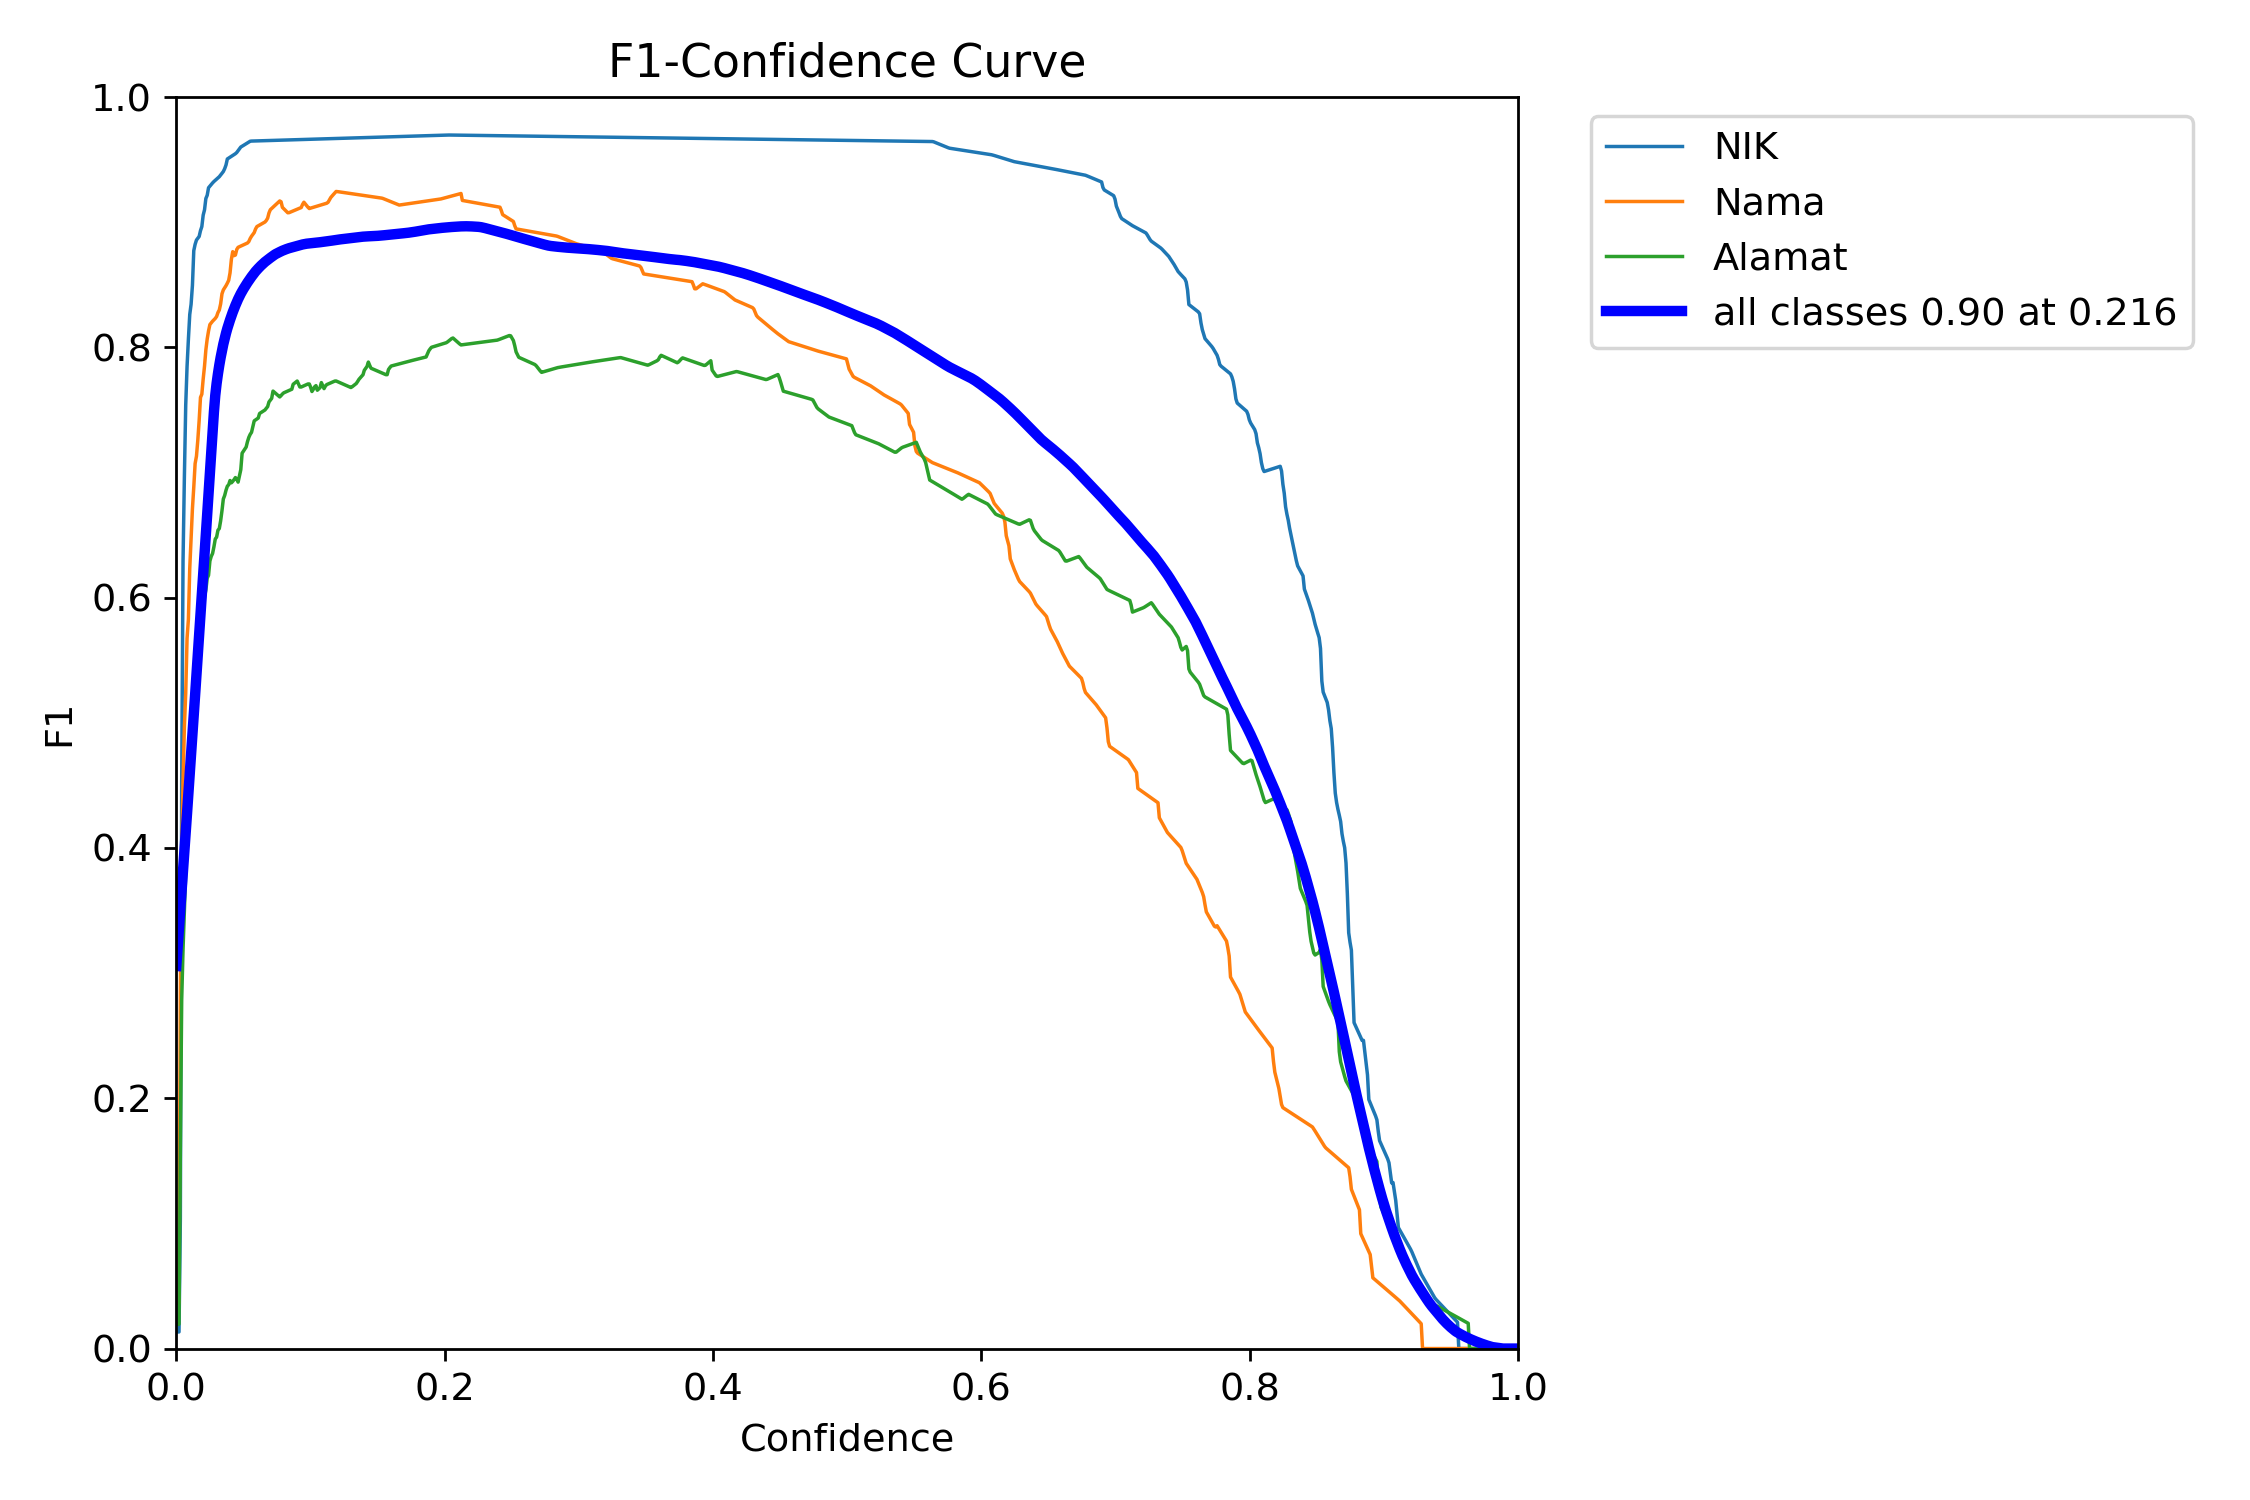 F1-Confidence Curve
1.0
0.8
0.6
0.4
0.2
0.0
F1
0.0 0.2 0.4 0.6 0.8 1.0
Confidence
NIK
Nama
Alamat
all classes 0.90 at 0.216